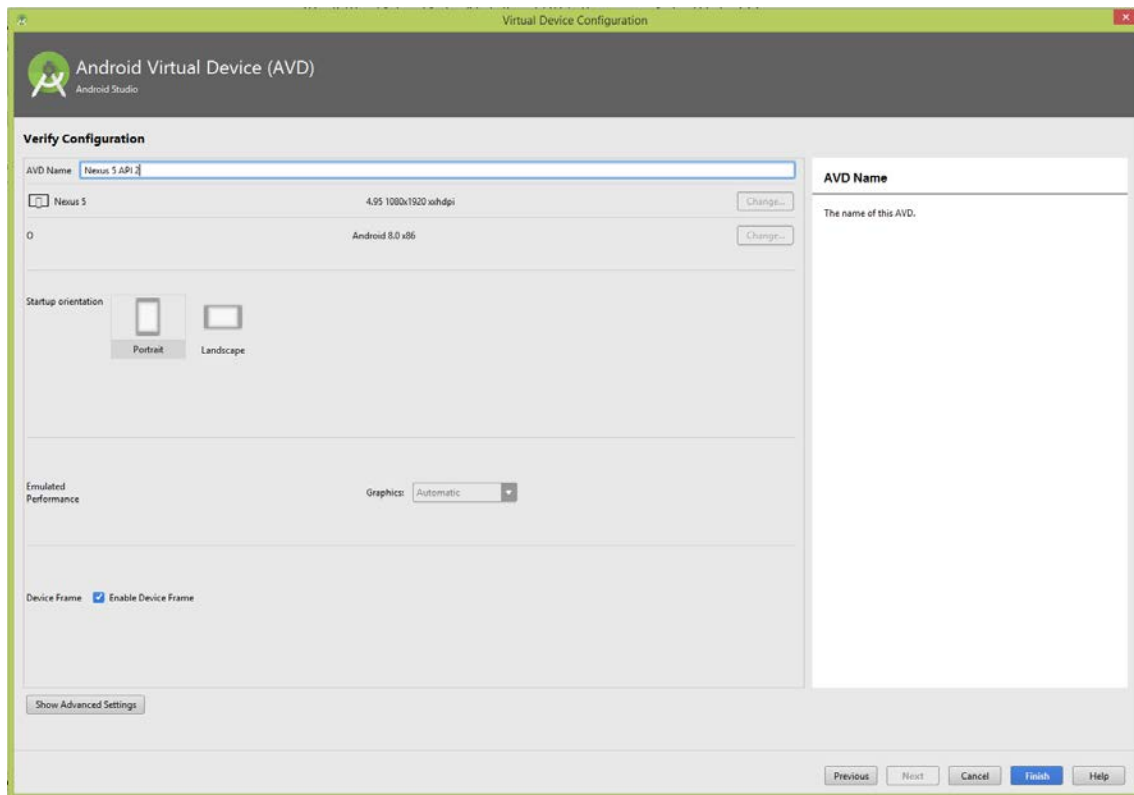 Virtual Device Configuration
Android Virtual Device (AVD)
Android Studio
Verify Configuration
AVD Name Nexus 5 API 2
Nexus 5 4.95 1080x1920 xxhdpi Change...
O Android 8.0 x86 Change...
Startup orientation
Portrait Landscape
Emulated
Performance
Graphics: Automatic
Device Frame Enable Device Frame
Show Advanced Settings
AVD Name
The name of this AVD.
Previous Next Cancel Finish Help